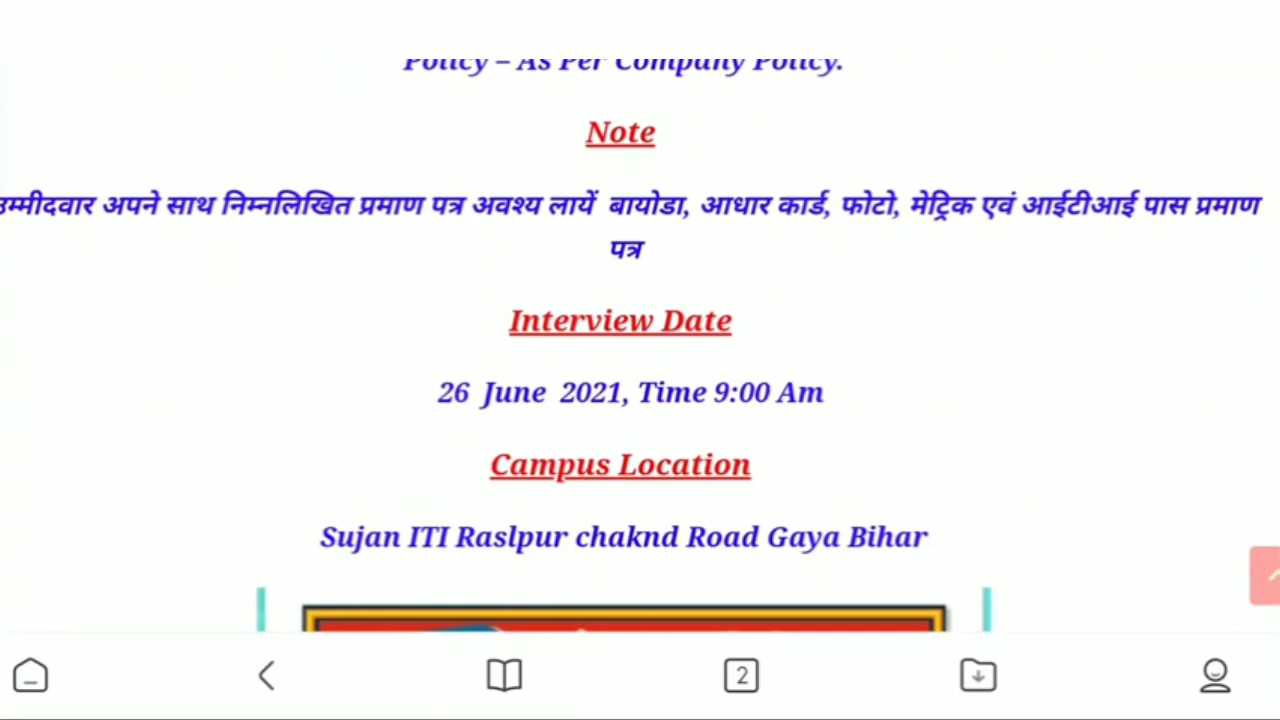 Policy – As Per Company Policy.
Note
उम्मीदवार अपने साथ निम्नलिखित प्रमाण पत्र अवश्य लायें बायोडा, आधार कार्ड, फोटो, मेट्रिक एवं आईटीआई पास प्रमाण
पत्र
Interview Date
26 June 2021, Time 9:00 Am
Campus Location
Sujan ITI Raslpur chaknd Road Gaya Bihar
2